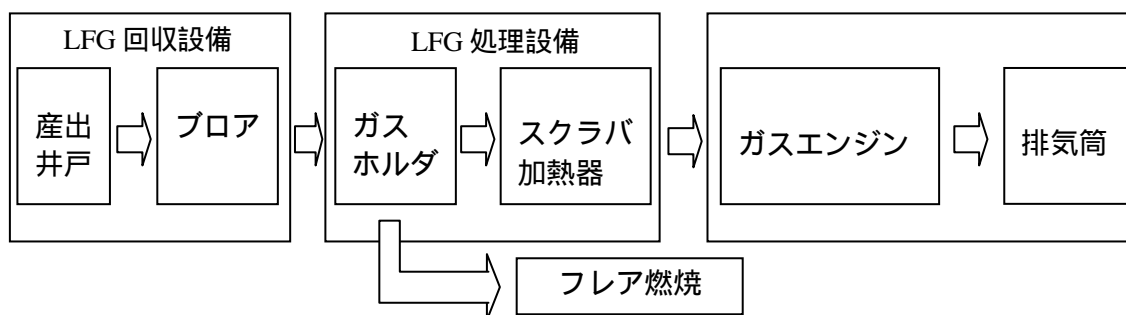 LFG 回収設備
産出
井戸
ブロア
LFG 処理設備
ガス
ホルダ
スクラバ
加熱器
ガスエンジン
排気筒
フレア燃焼